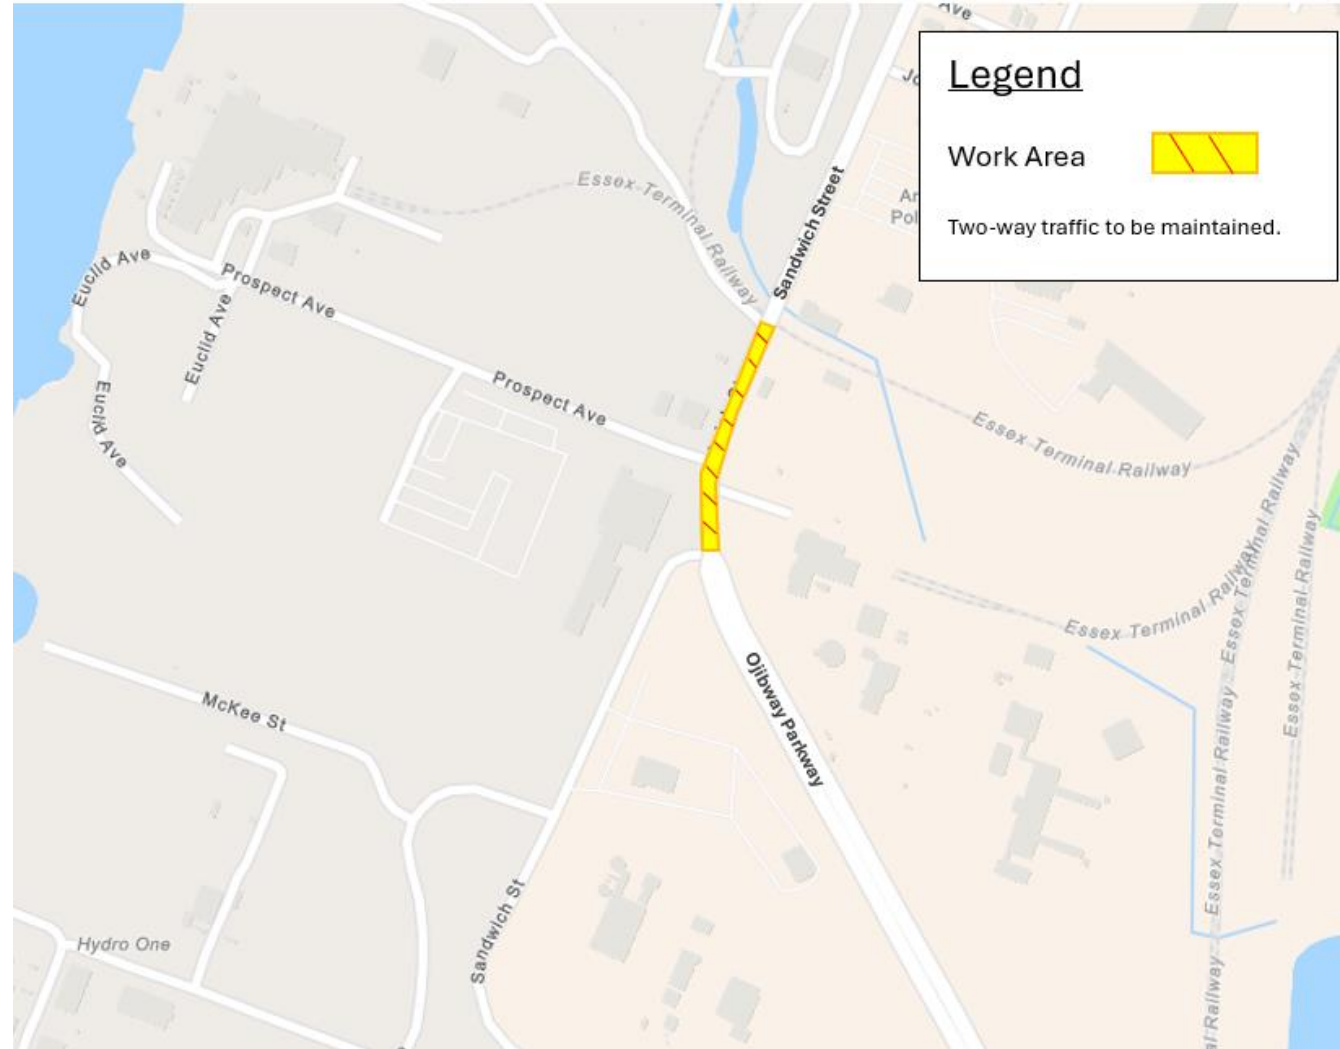 Ave
Legend
Work Area
Two-way traffic to be maintained.
Sandwich Street
Essex-Terminal Railway
Euclid Ave
Prospect Ave
Euclid Ave
Euclid Ave
Prospect Ave
Essex Terminal Railway
Essex Terminal Railway
Essex Terminal Railway
Essex Terminal Railway
Essex Terminal Railway
Ojibway Parkway
McKee St
Sandwich St
Hydro One
Railway